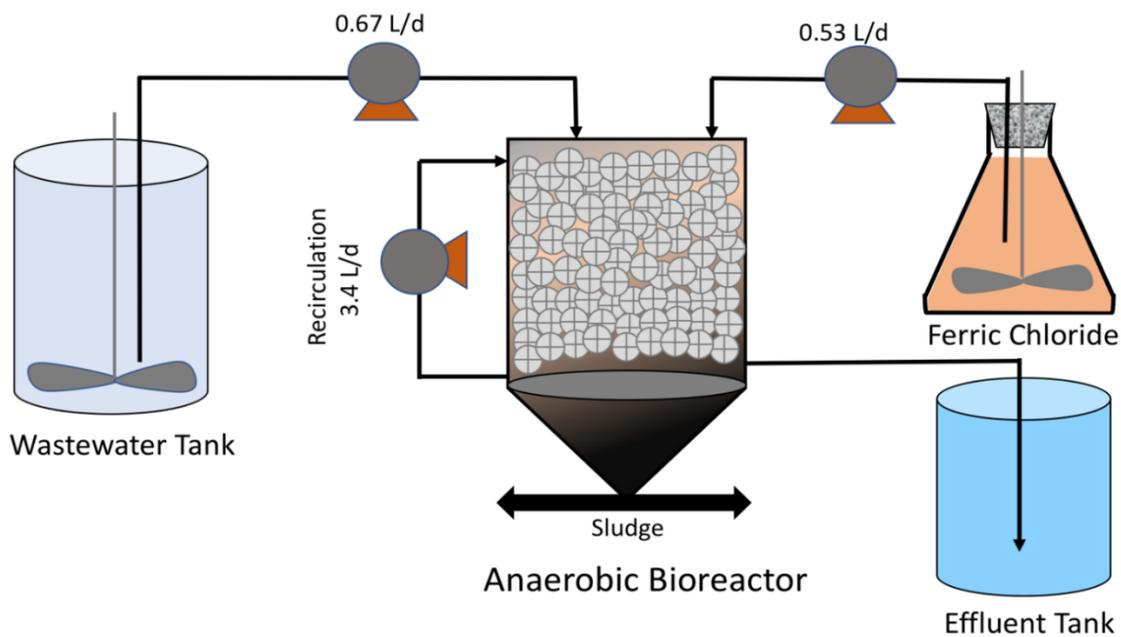 0.67 L/d
0.53 L/d
Recirculation
3.4 L/d
Ferric Chloride
Wastewater Tank
Sludge
Anaerobic Bioreactor
Effluent Tank